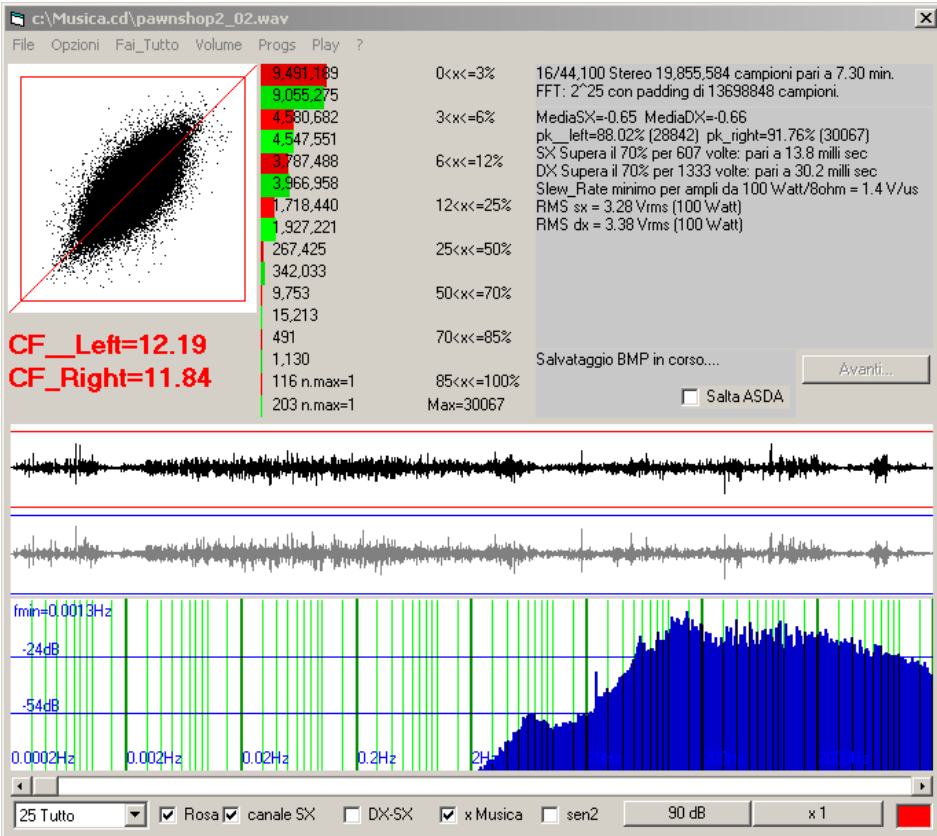 c:\Musica.cd\pawnshop2_02.wav
File Opzioni Fai_Tutto Volume Progs Play ?
9,491,189 0<x<=3%
9,055,275
4,580,682 3<x<=6%
4,547,551
3,787,488 6<x<=12%
3,966,958
1,718,440 12<x<=25%
1,927,221
267,425 25<x<=50%
342,033
9,753 50<x<=70%
15,213
491 70<x<=85%
1,130
116 n.max=1 85<x<=100%
203 n.max=1 Max=30067
CF__Left=12.19
CF_Right=11.84
16/44,100 Stereo 19,855,584 campioni pari a 7.30 min.
FFT: 2^25 con padding di 13698848 campioni.
MediaSX=-0.65 MediaDX=-0.66
pk__left=88.02% (28842) pk_right=91.76% (30067)
SX Supera il 70% per 607 volte: pari a 13.8 milli sec
DX Supera il 70% per 1333 volte: pari a 30.2 milli sec
Slew_Rate minimo per ampli da 100 Watt/8ohm = 1.4 V/us
RMS sx = 3.28 Vrms (100 Watt)
RMS dx = 3.38 Vrms (100 Watt)
Salvataggio BMP in corso....
Avanti...
Salta ASDA
fmin=0.0013Hz
-24dB
-54dB
0.0002Hz 0.002Hz 0.02Hz 0.2Hz 2Hz
25 Tutto Rosa canale SX DX-SX x Musica sen2 90 dB x 1